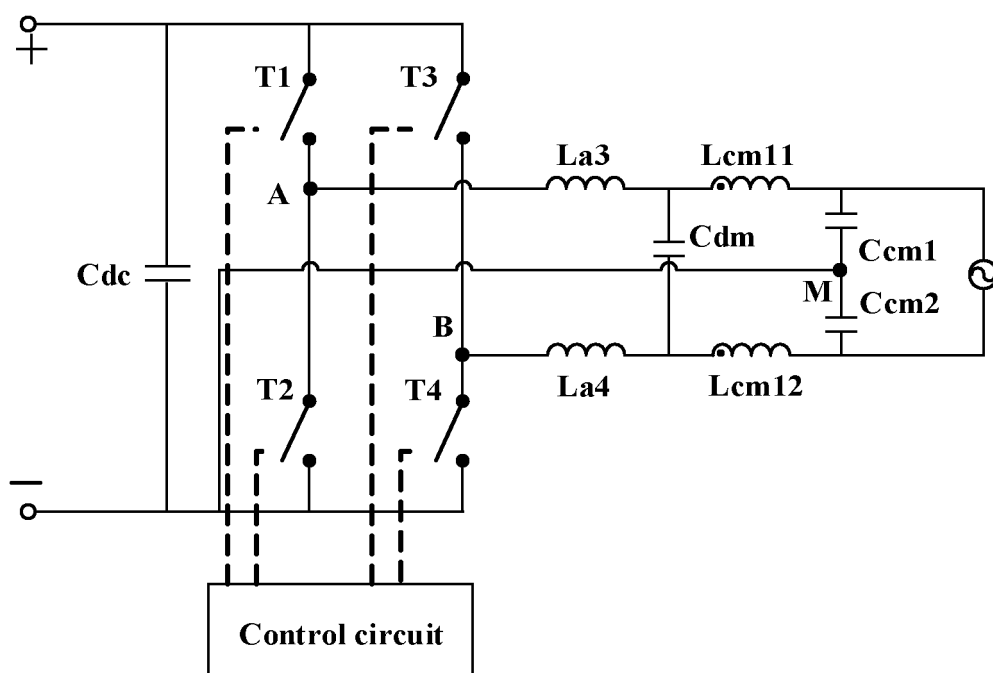 +
T1
T3
La3
Lcm11
A
Cdm
Ccm1
Cdc
M
Ccm2
B
T2
T4
La4
Lcm12
−
Control circuit